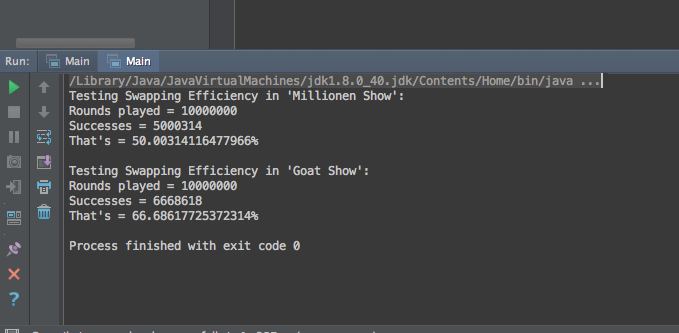 Run:
Main
Main
/Library/Java/JavaVirtualMachines/jdk1.8.0_40.jdk/Contents/Home/bin/java ...
Testing Swapping Efficiency in 'Millionen Show':
Rounds played = 10000000
Successes = 5000314
That's = 50.00314116477966%
Testing Swapping Efficiency in 'Goat Show':
Rounds played = 10000000
Successes = 6668618
That's = 66.68617725372314%
Process finished with exit code 0